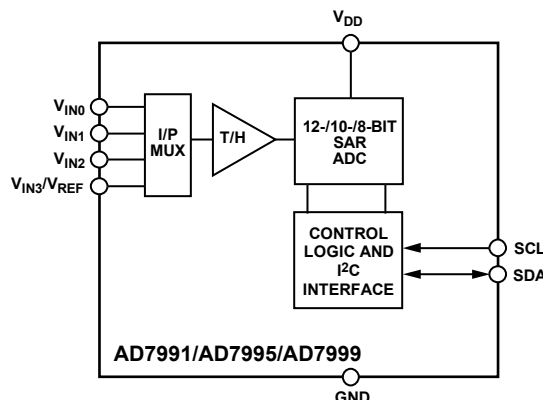 VDD
VIN0
VIN1
VIN2
VIN3/VREF
I/P
MUX
T/H
12-/10-/8-BIT
SAR
ADC
CONTROL
LOGIC AND
I2C
INTERFACE
SCL
SDA
AD7991/AD7995/AD7999
GND